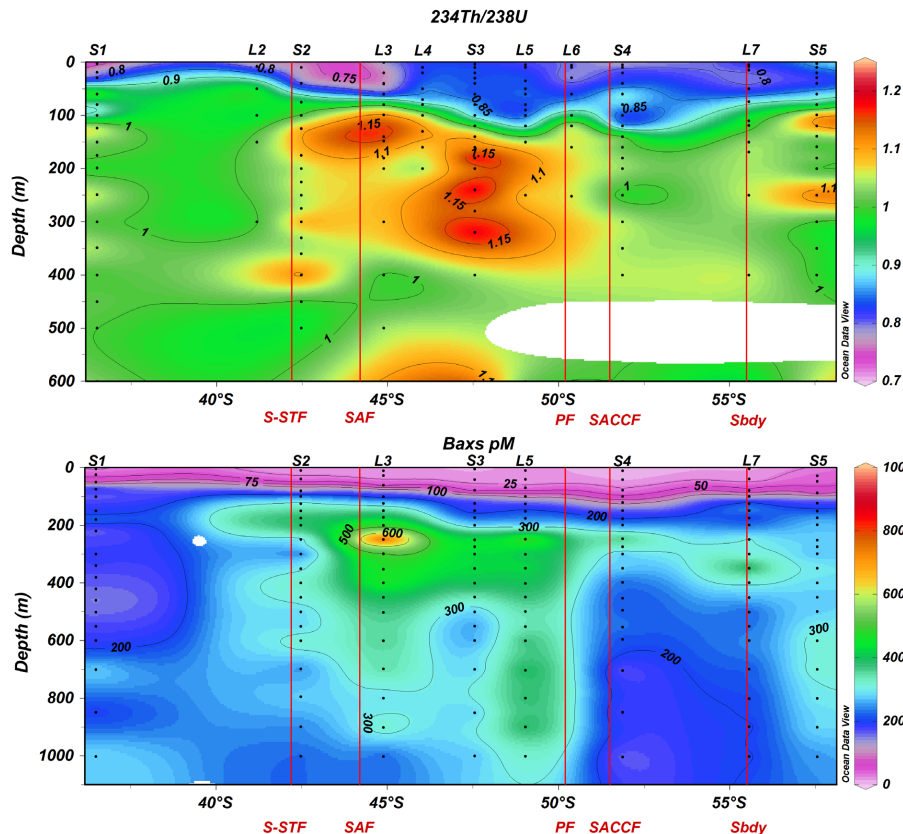 234Th/238U
S1 L2 S2 L3 L4 S3 L5 L6 S4 L7 S5
0
100
200
300
400
500
600
Depth (m)
0.8 0.9 0.8 0.75 0.85 0.85 0.8
1 1.15 1.1 1.15 1.1 1 1.1
1 1.15 1.15
1 1 1
Ocean Data View
1.2
1.1
1
0.9
0.8
0.7
40°S 45°S 50°S 55°S
S-STF SAF PF SACCF Sbdy
Baxs pM
S1 S2 L3 S3 L5 S4 L7 S5
0
200
400
600
800
1000
Depth (m)
75 25 50
100 200
500 600 300
300 300
200 200
300
Ocean Data View
1000
900
800
700
600
500
400
300
200
100
0
40°S 45°S 50°S 55°S
S-STF SAF PF SACCF Sbdy